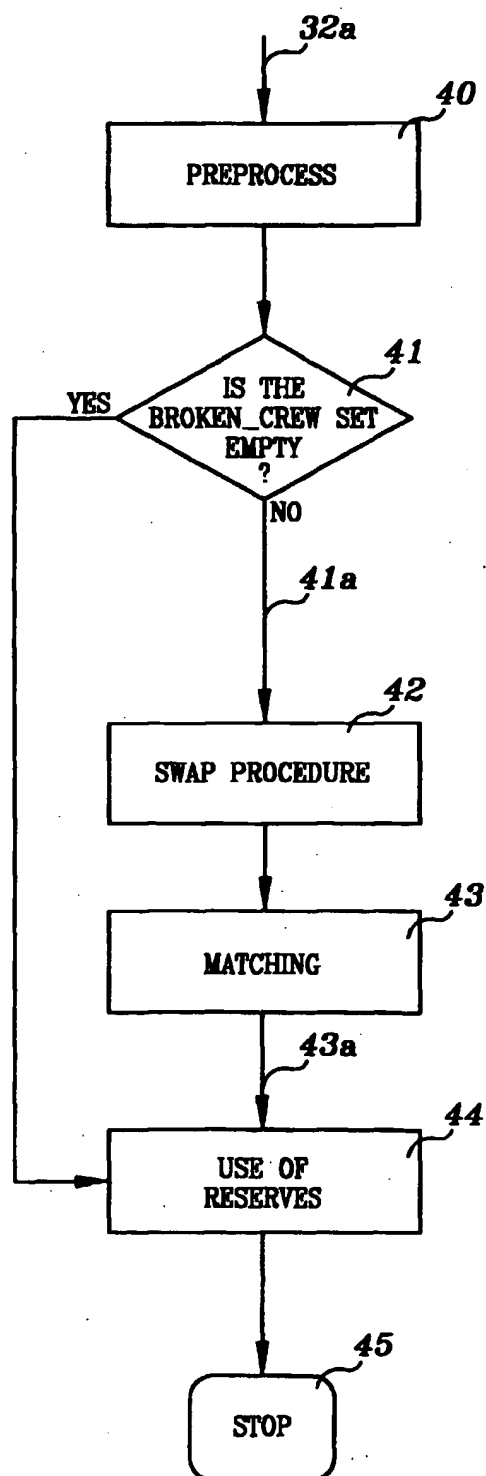 32a
40
PREPROCESS
41
IS THE
BROKEN_CREW SET
EMPTY
?
YES
NO
41a
42
SWAP PROCEDURE
43
MATCHING
43a
44
USE OF
RESERVES
45
STOP